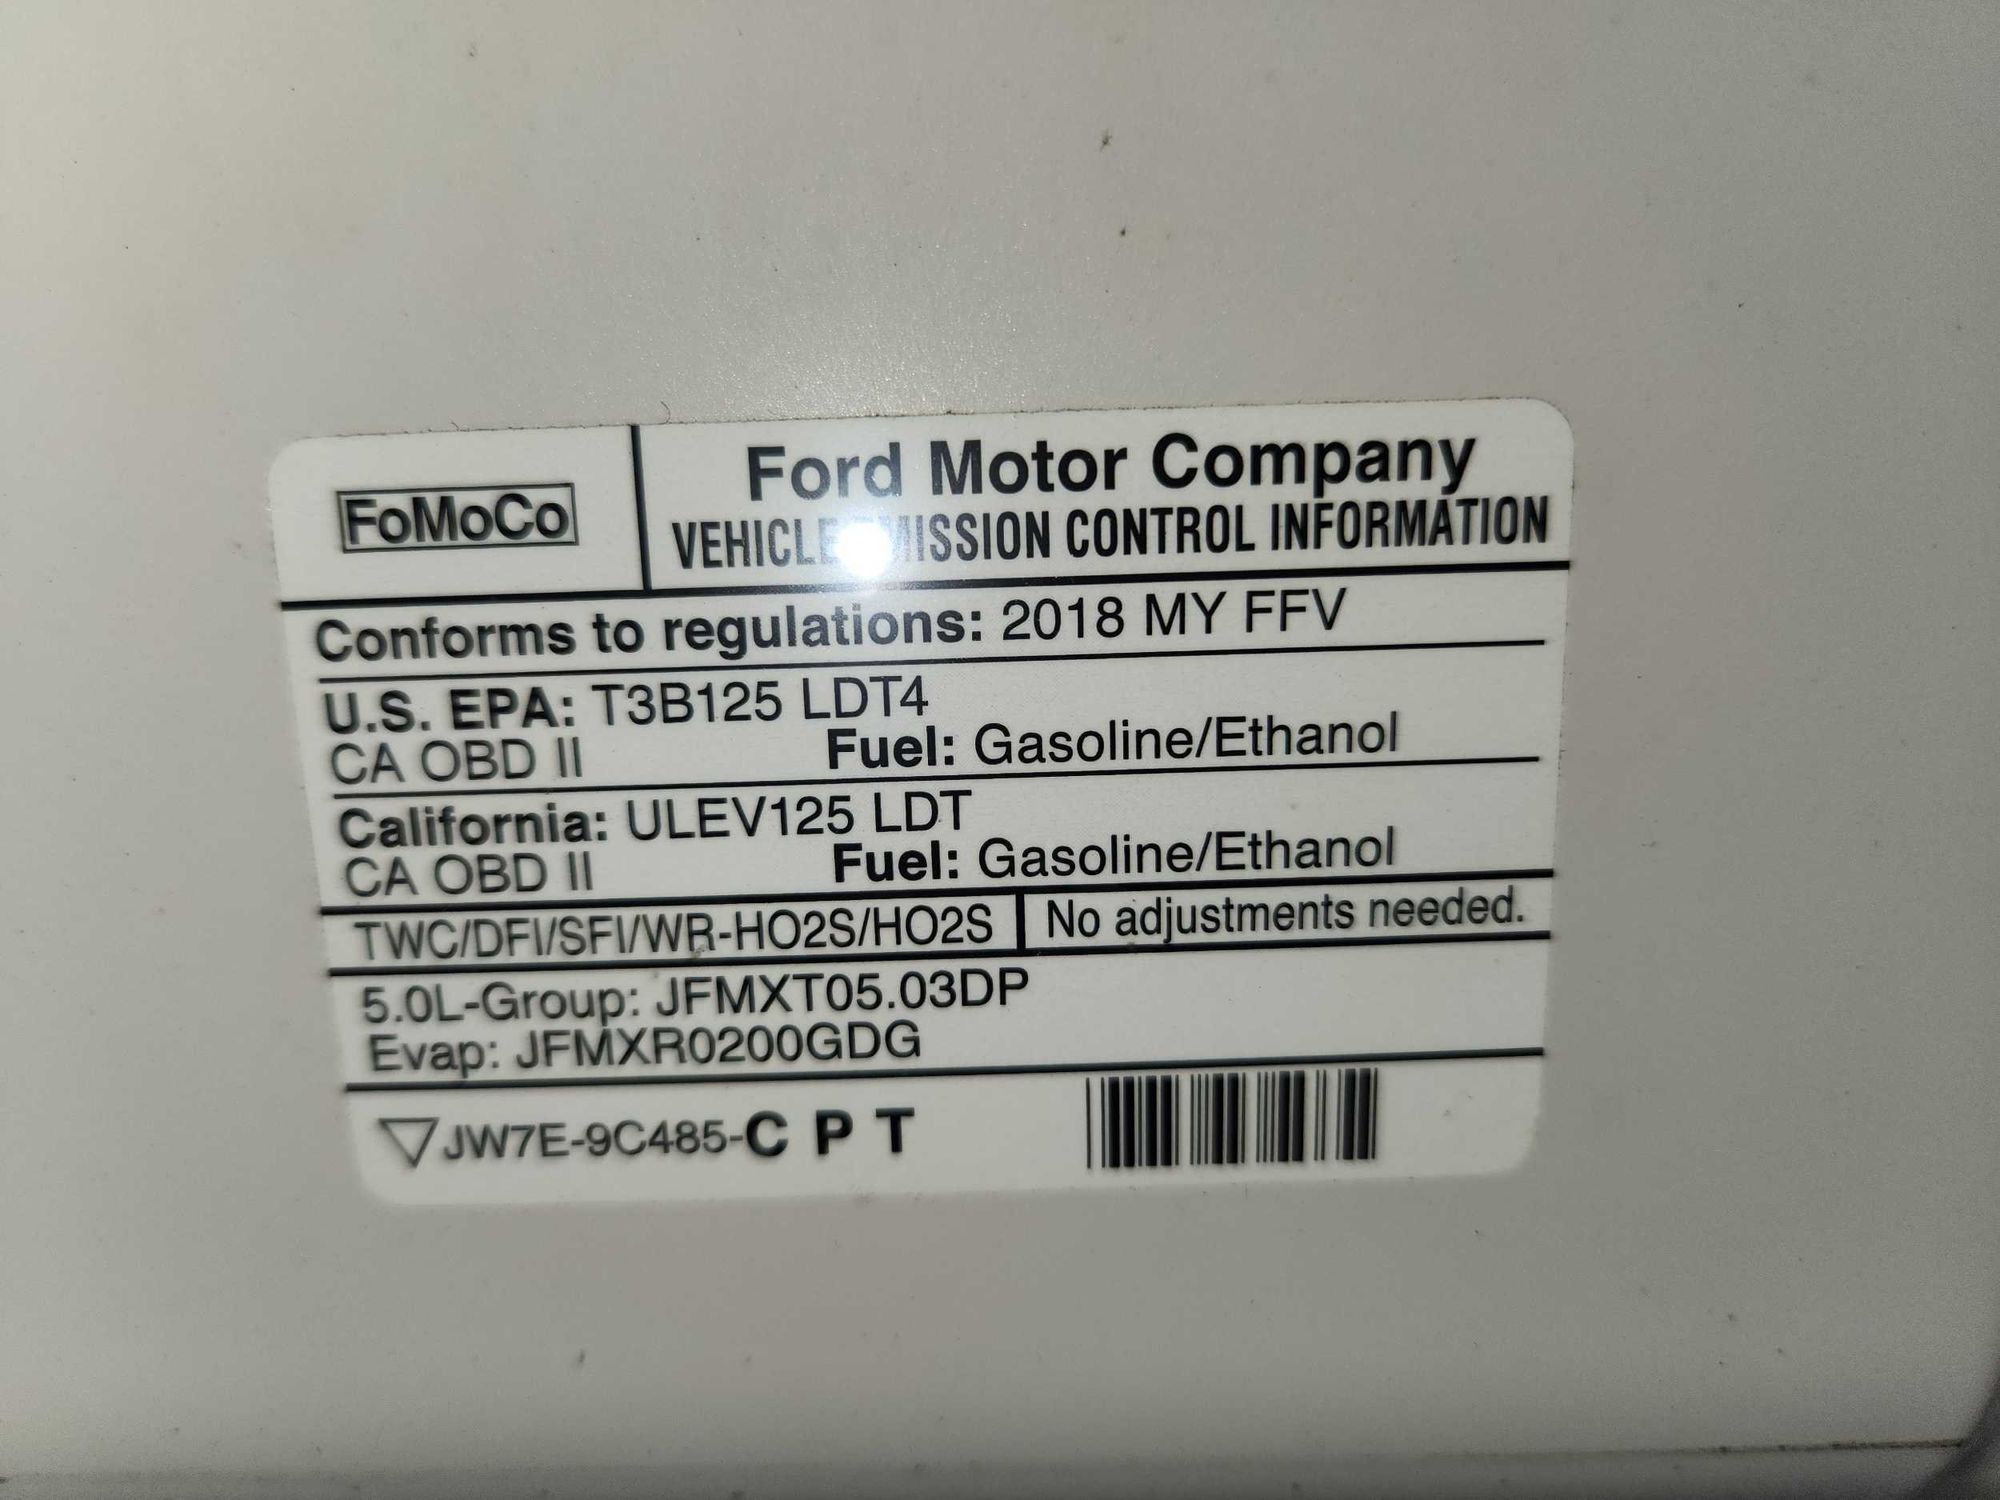 FoMoCo
Ford Motor Company
VEHICLE EMISSION CONTROL INFORMATION
Conforms to regulations: 2018 MY FFV
U.S. EPA: T3B125 LDT4
CA OBD II Fuel: Gasoline/Ethanol
California: ULEV125 LDT
CA OBD II Fuel: Gasoline/Ethanol
TWC/DFI/SFI/WR-HO2S/HO2S No adjustments needed.
5.0L-Group: JFMXT05.03DP
Evap: JFMXR0200GDG
JW7E-9C485-C P T